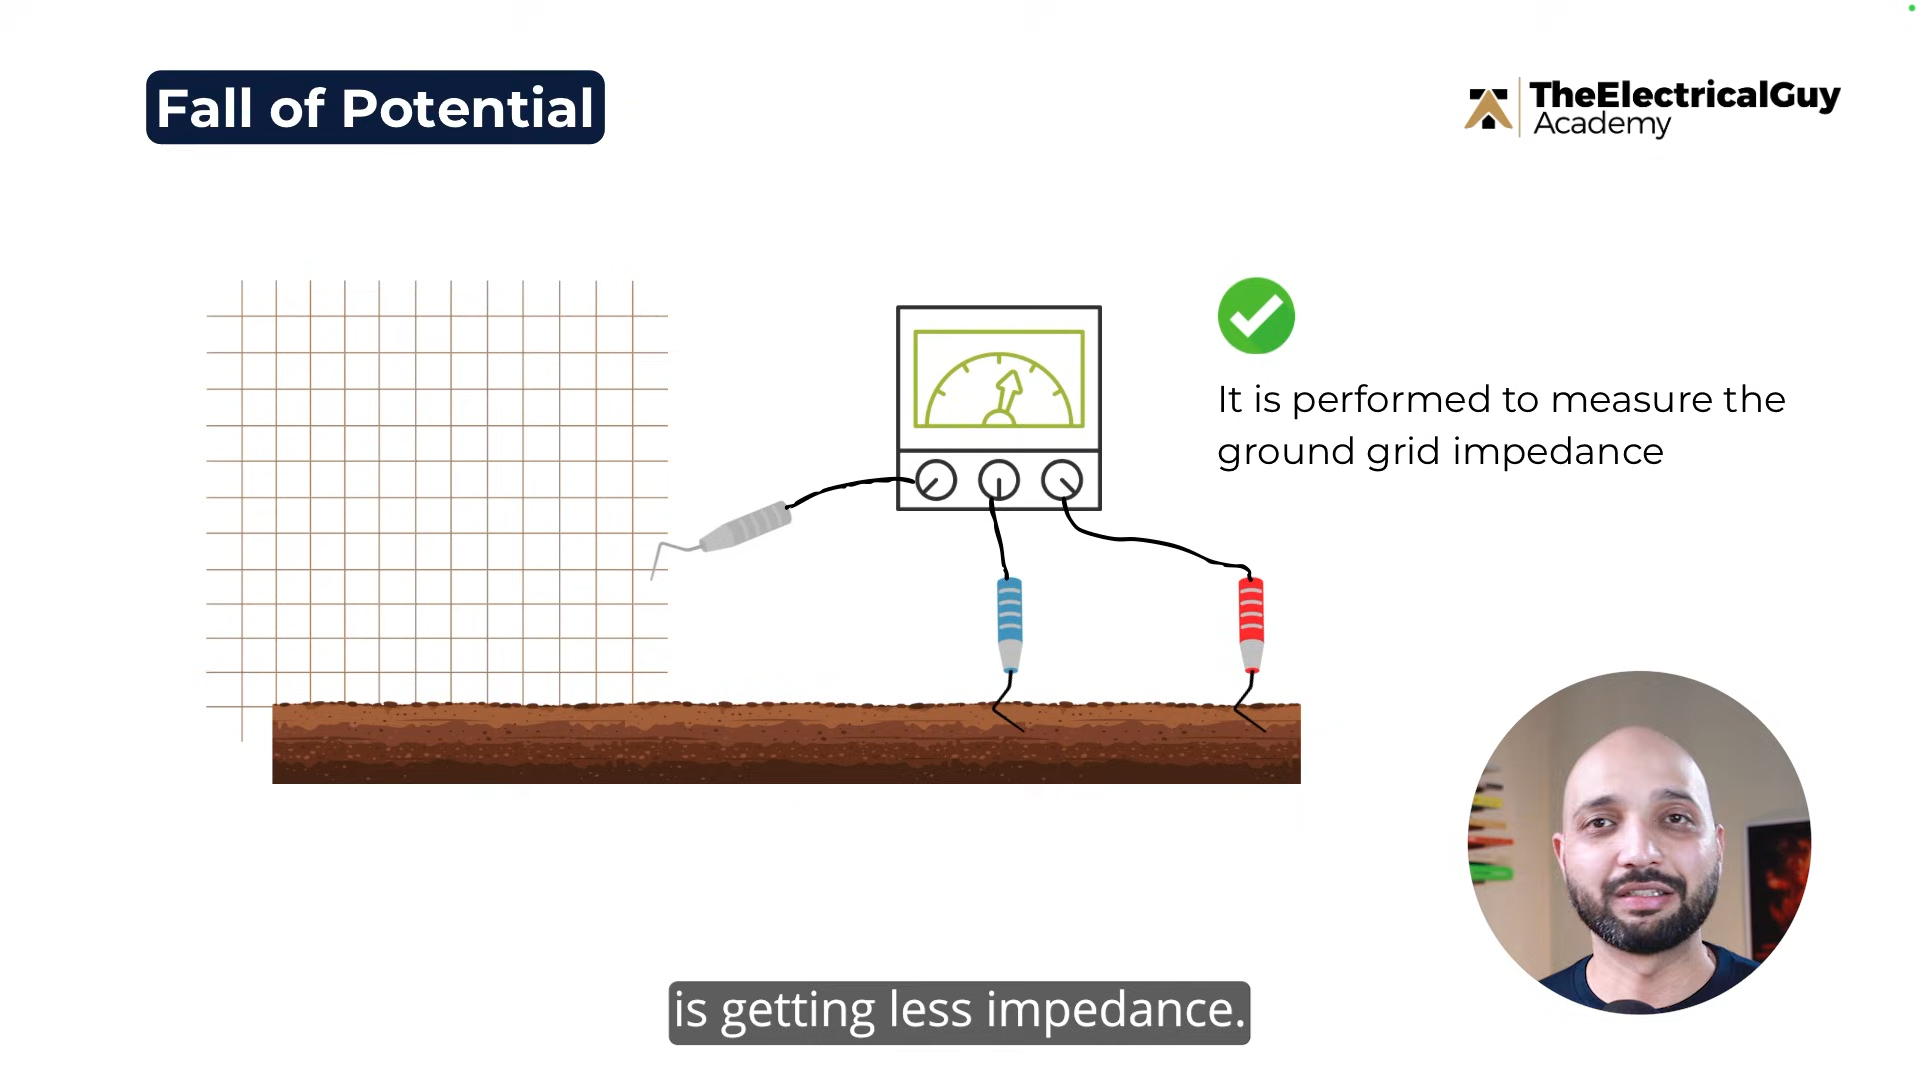 Fall of Potential
TheElectricalGuy
Academy
It is performed to measure the
ground grid impedance
is getting less impedance.